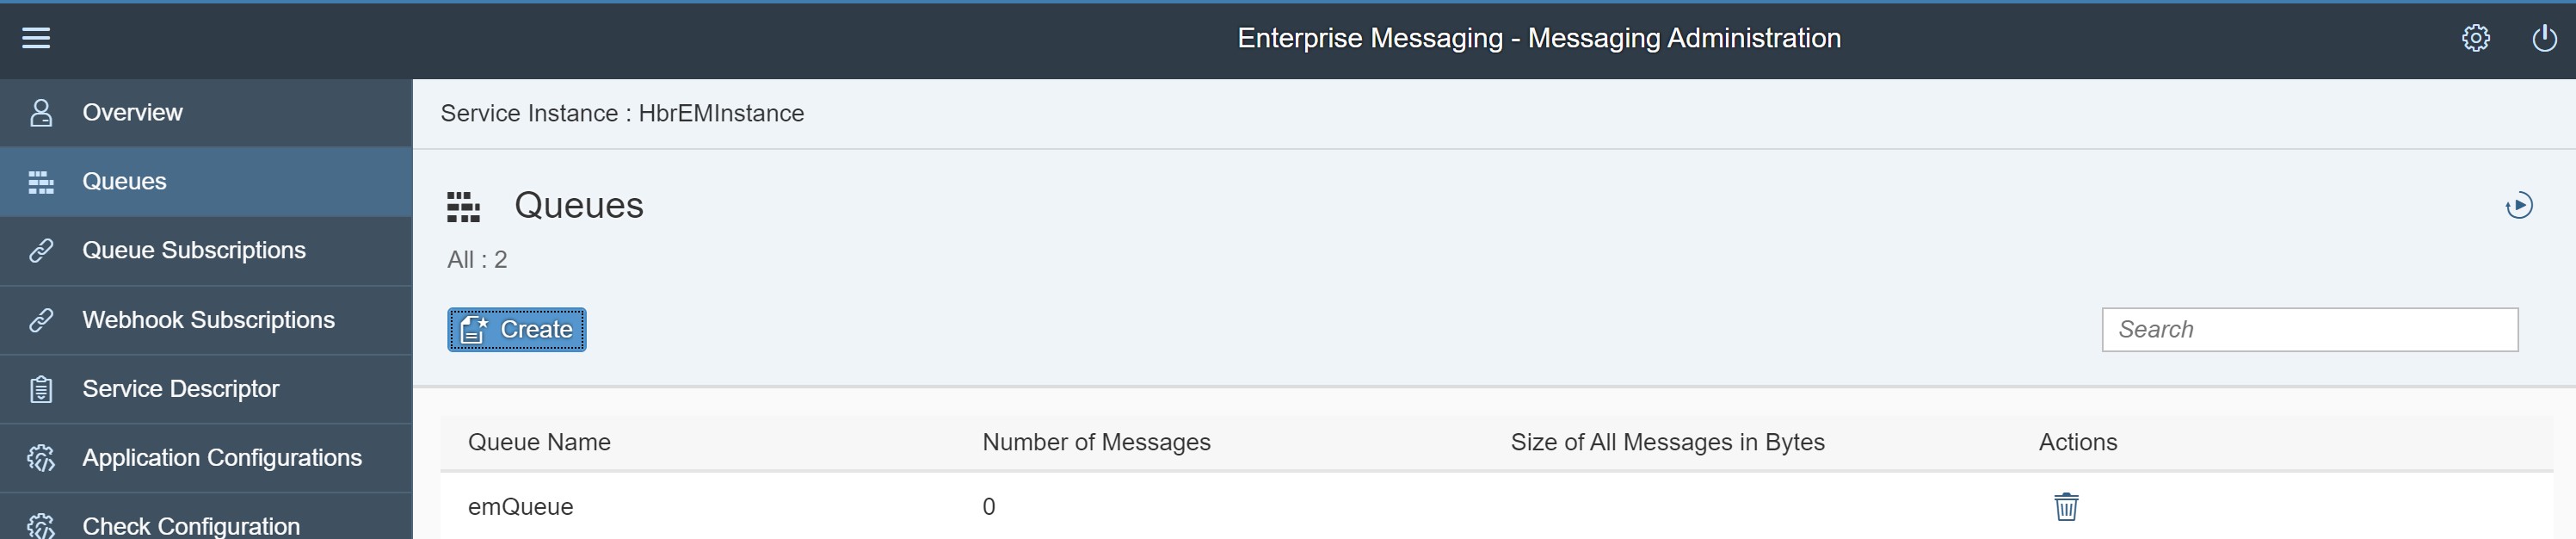 Enterprise Messaging - Messaging Administration
Overview
Queues
Queue Subscriptions
Webhook Subscriptions
Service Descriptor
Application Configurations
Check Configuration
Service Instance : HbrEMInstance
Queues
All : 2
Create
Search
Queue Name Number of Messages Size of All Messages in Bytes Actions
emQueue 0